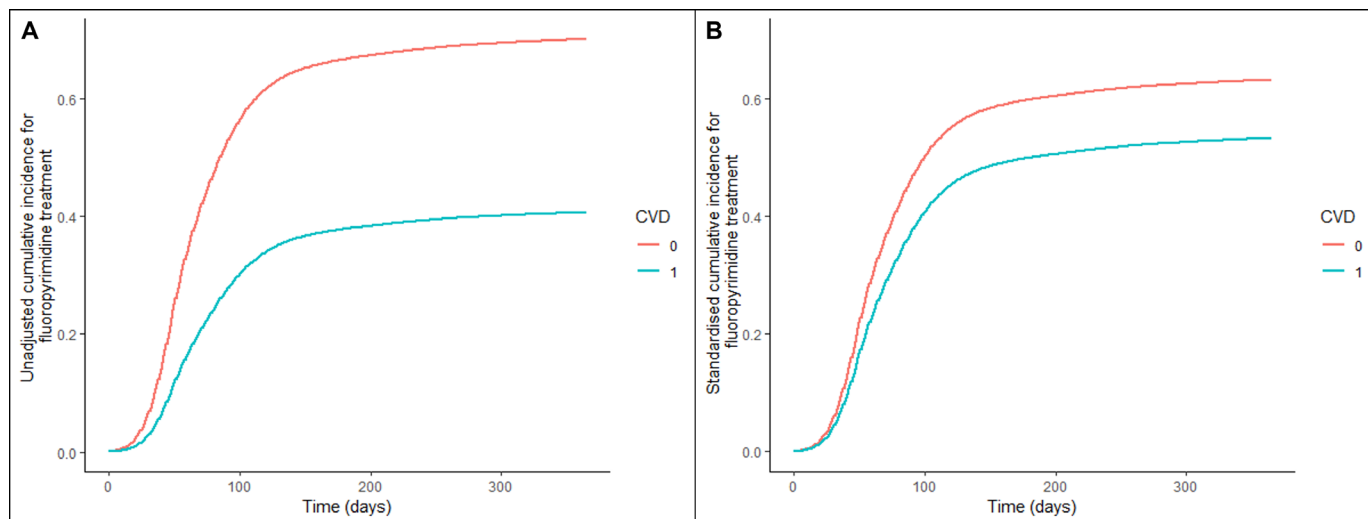 A
Unadjusted cumulative incidence for
fluoropyrimidine treatment
0.6
0.4
0.2
0.0
0
100
200
300
Time (days)
CVD
0
1
B
Standardised cumulative incidence for
fluoropyrimidine treatment
0.6
0.4
0.2
0.0
0
100
200
300
Time (days)
CVD
0
1